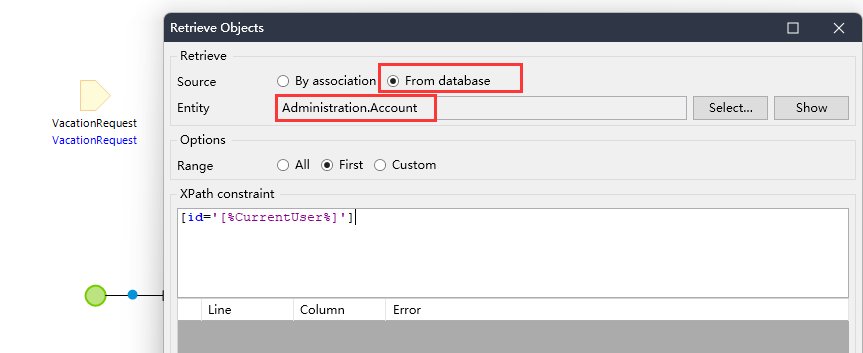 Retrieve Objects
Retrieve
Source By association From database
VacationRequest
VacationRequest
Entity Administration.Account Select... Show
Options
Range All First Custom
XPath constraint
[id='[%CurrentUser%]']
Line Column Error